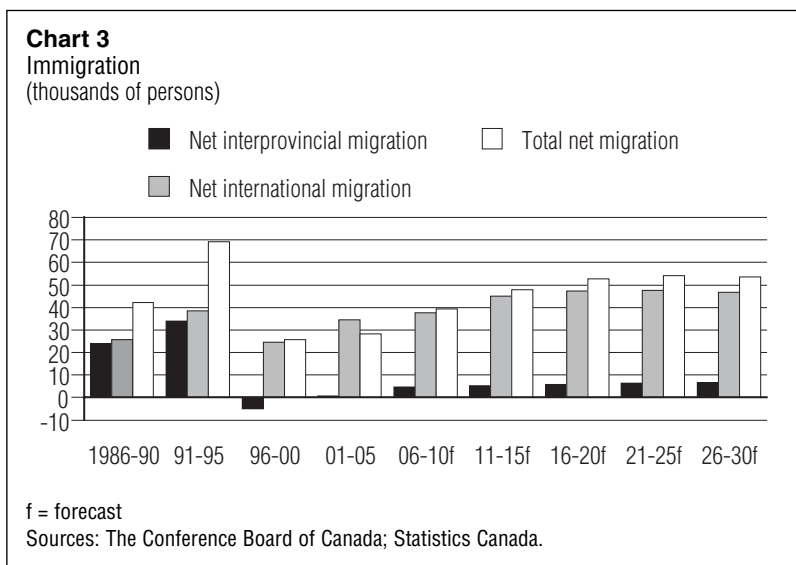 Chart 3
Immigration
(thousands of persons)
Net interprovincial migration
Total net migration
Net international migration
80
70
60
50
40
30
20
10
0
-10
1986-90 91-95 96-00 01-05 06-10f 11-15f 16-20f 21-25f 26-30f
f = forecast
Sources: The Conference Board of Canada; Statistics Canada.